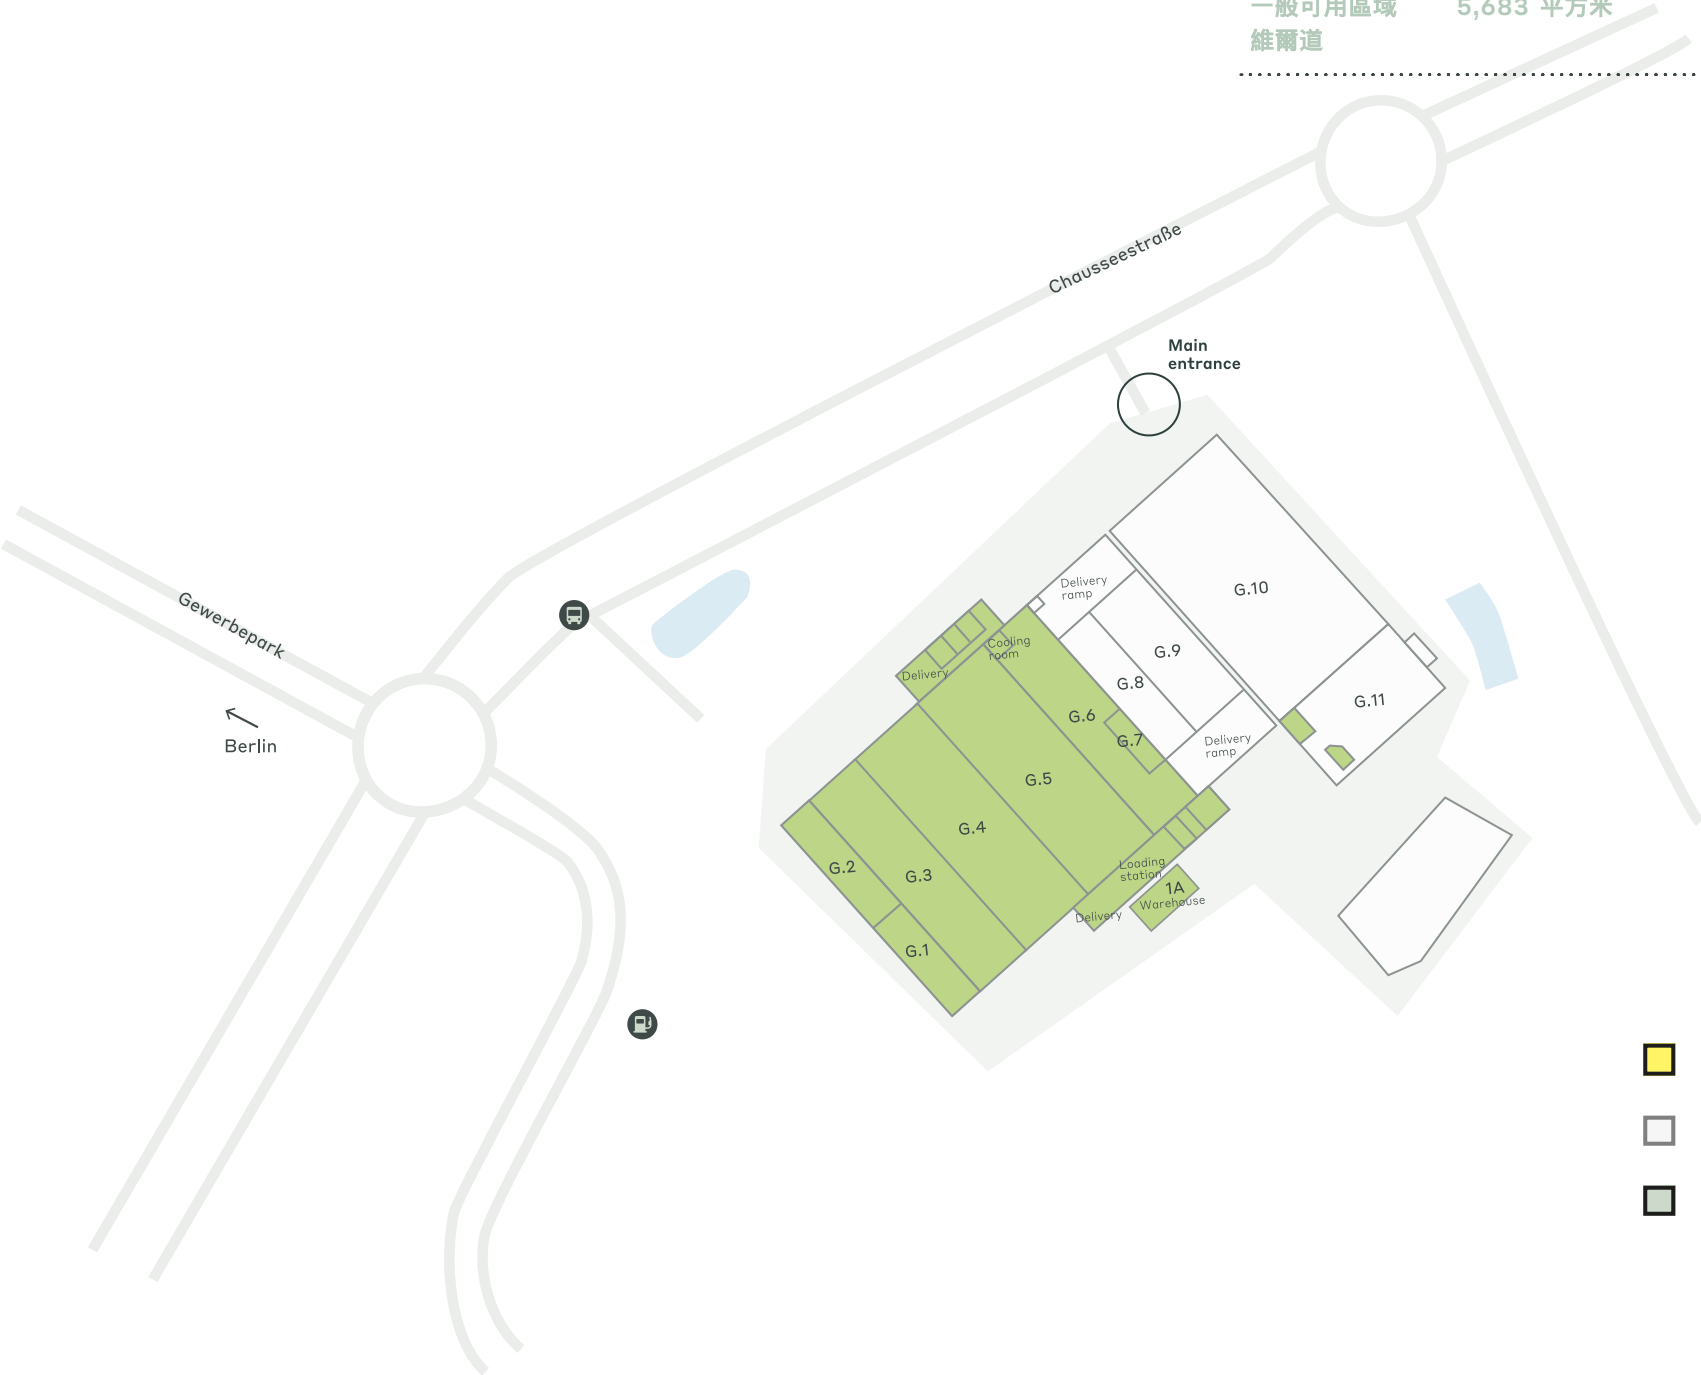 一般可用區域 5,683 平方米
維爾道
Chausseestraße
Main
entrance
Gewerbepark
Berlin
Delivery
ramp
G.10
Cooling
room
Delivery
G.9
G.8
G.11
G.6
G.7
Delivery
ramp
G.5
G.4
G.2
G.3
Loading
station
1A
Warehouse
Delivery
G.1